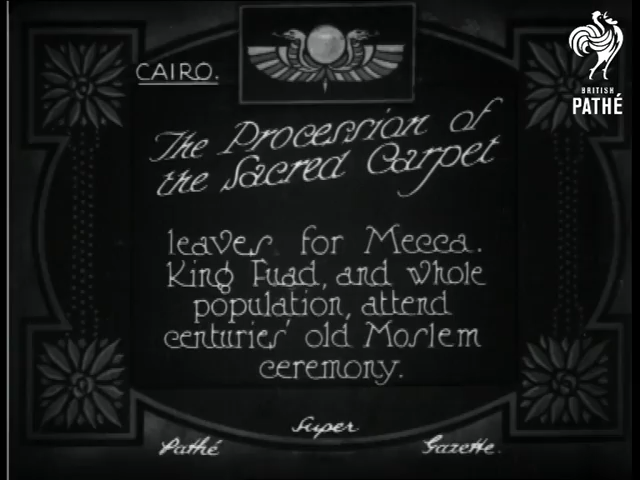 BRITISH
PATHÉ
CAIRO.
The Procession of
the Sacred Carpet
leaves for Mecca.
King Fuad, and whole
population, attend
centuries' old Moslem
ceremony.
Pathé Super Gazette.